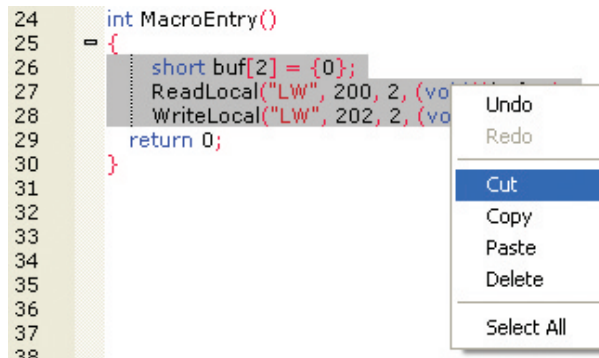 24 int MacroEntry()
25 {
26 short buf[2] = {0};
27 ReadLocal("LW", 200, 2, (vo
28 WriteLocal("LW", 202, 2, (vo
29 return 0;
30 }
31
32
33
34
35
36
37
38
Undo
Redo
Cut
Copy
Paste
Delete
Select All